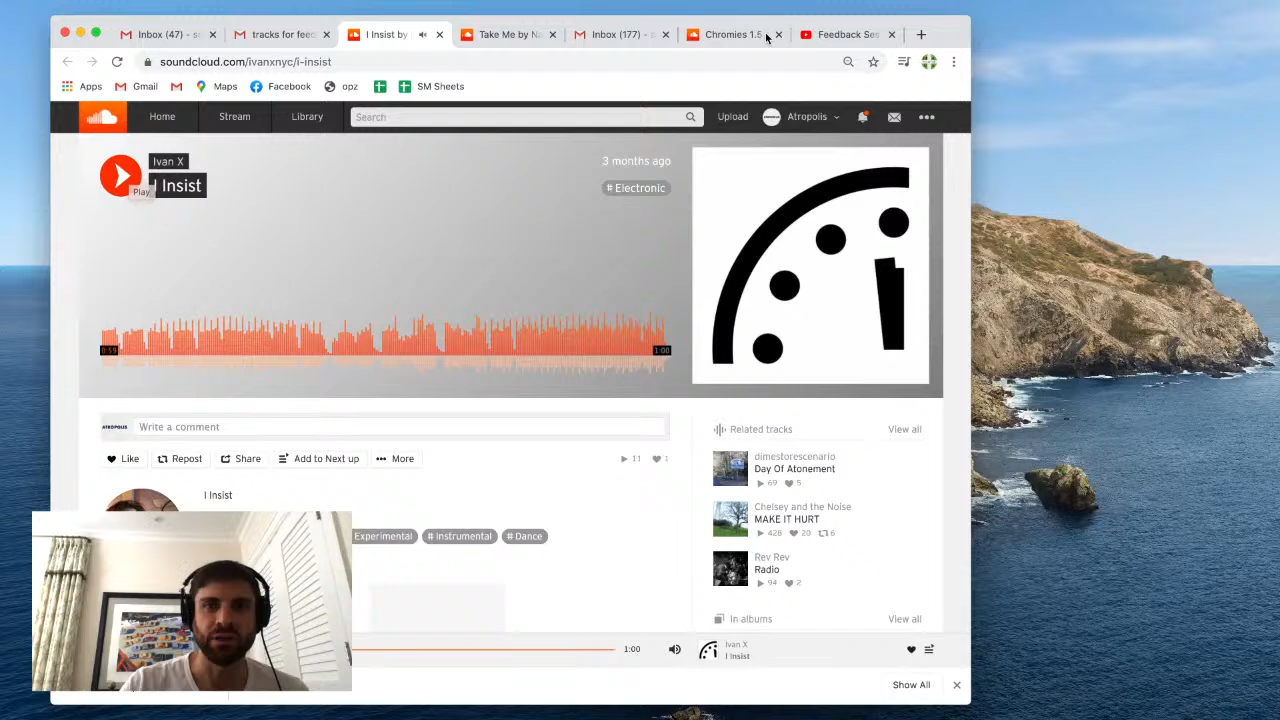 Inbox (47) - s
tracks for feed
I Insist by
Take Me by Na
Inbox (177) - s
Chromies 1.5
Feedback Ses
soundcloud.com/ivanxnyc/i-insist
Apps
Gmail
Maps
Facebook
opz
SM Sheets
Home
Stream
Library
Search
Upload
Atropolis
Ivan X
I Insist
Play
3 months ago
# Electronic
0:59
1:00
ATROPOLIS
Write a comment
Like
Repost
Share
Add to Next up
More
11
1
I Insist
Experimental
# Instrumental
# Dance
Related tracks
View all
dimestorescenario
Day Of Atonement
69
5
Chelsey and the Noise
MAKE IT HURT
428
20
6
Rev Rev
Radio
94
2
In albums
View all
1:00
Ivan X
I Insist
Show All